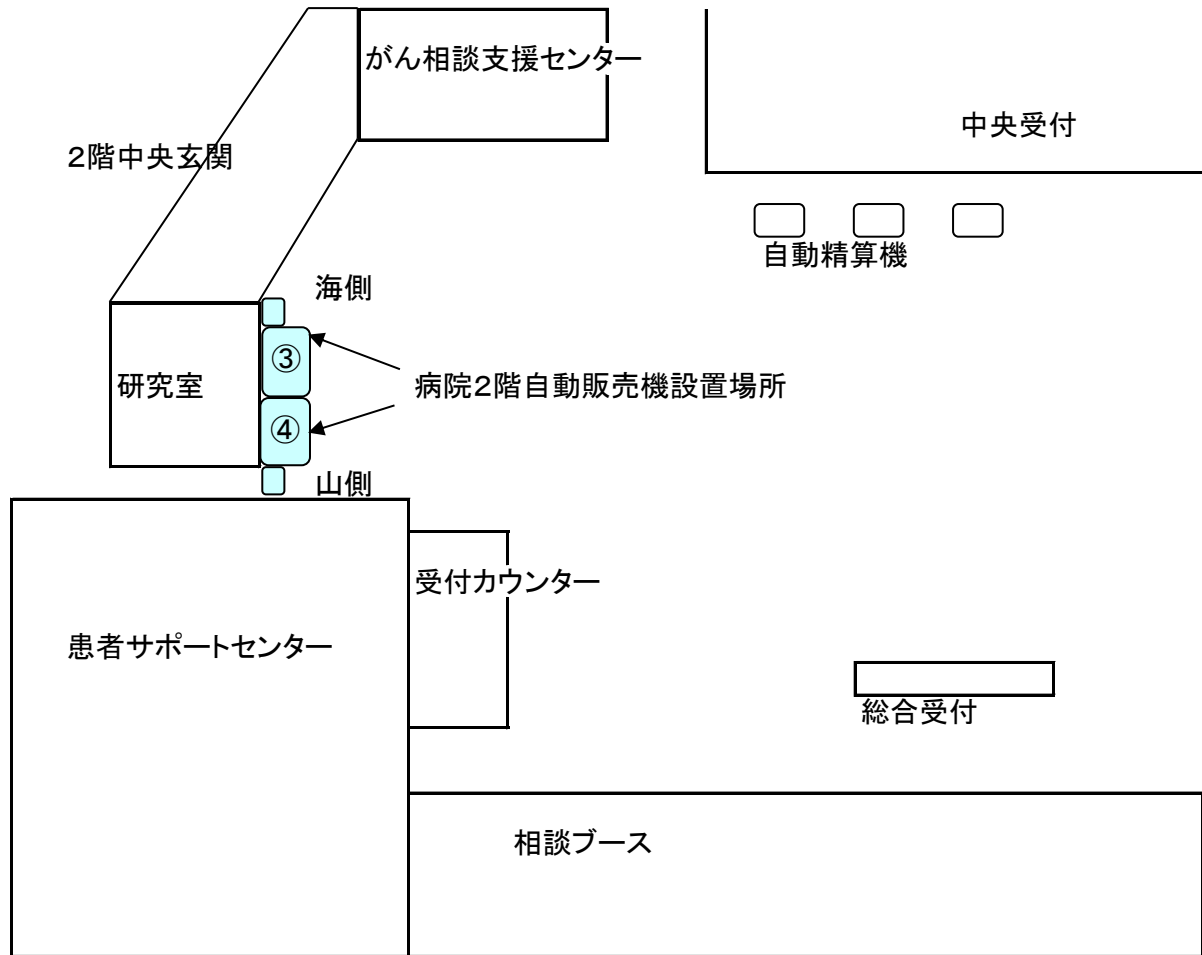 がん相談支援センター
中央受付
２階中央玄関
自動精算機
海側
③
研究室
病院２階自動販売機設置場所
④
山側
受付カウンター
患者サポートセンター
総合受付
相談ブース